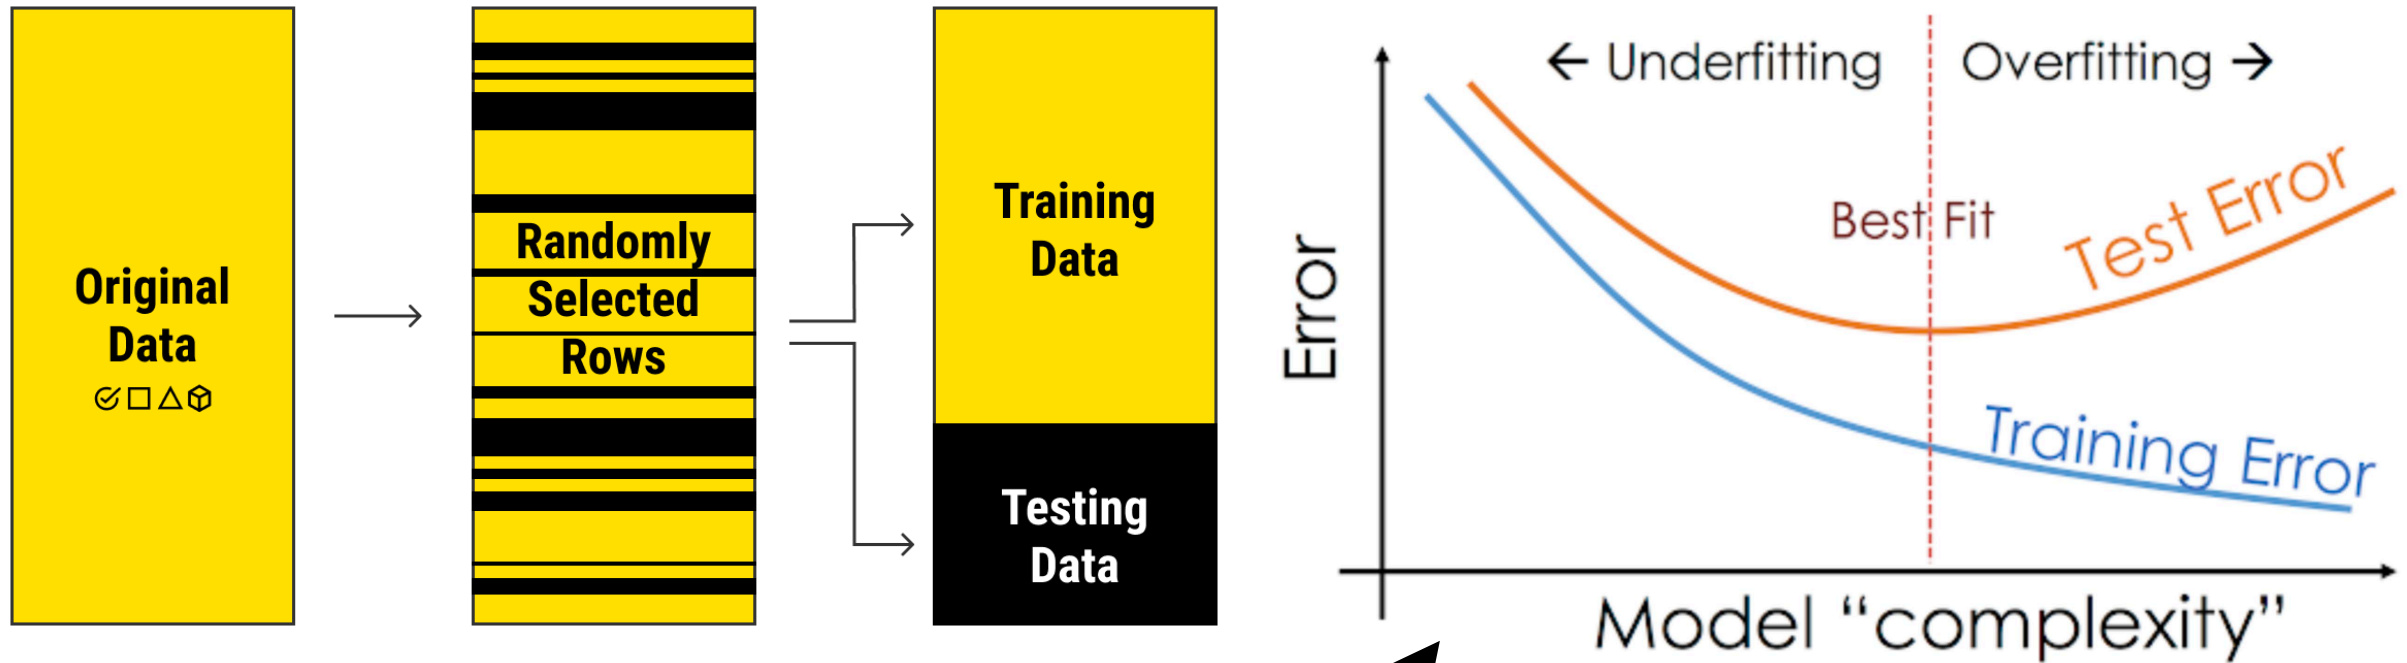 Original
Data
Randomly
Selected
Rows
Training
Data
Testing
Data
← Underfitting
Overfitting →
Best Fit
Test Error
Training Error
Error
Model “complexity”